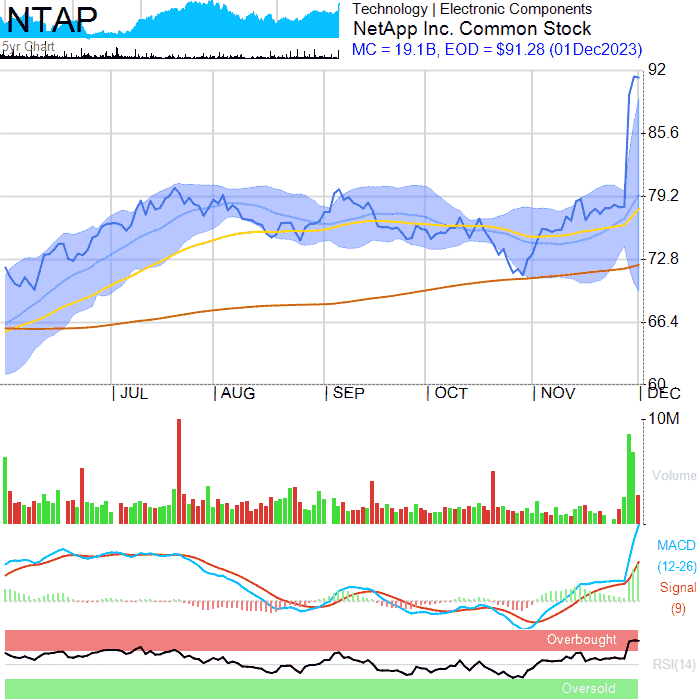 NTAP
5yr Chart
Technology | Electronic Components
NetApp Inc. Common Stock
MC = 19.1B, EOD = $91.28 (01Dec2023)
92
85.6
79.2
72.8
66.4
60
JUL
AUG
SEP
OCT
NOV
DEC
10M
Volume
MACD
(12-26)
Signal
(9)
Overbought
RSI(14)
Oversold